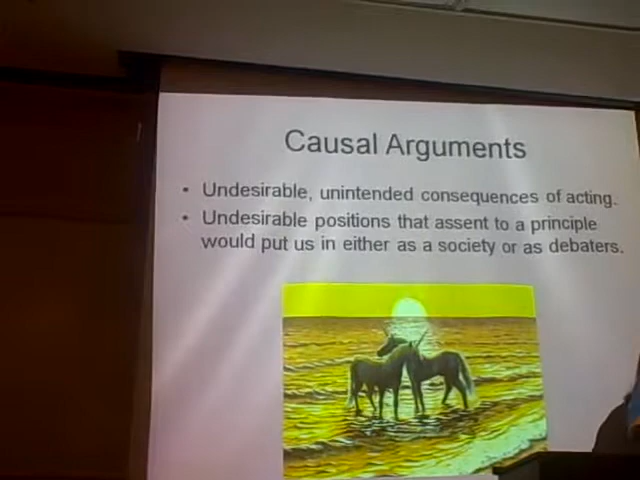 Causal Arguments
• Undesirable, unintended consequences of acting.
• Undesirable positions that assent to a principle
would put us in either as a society or as debaters.